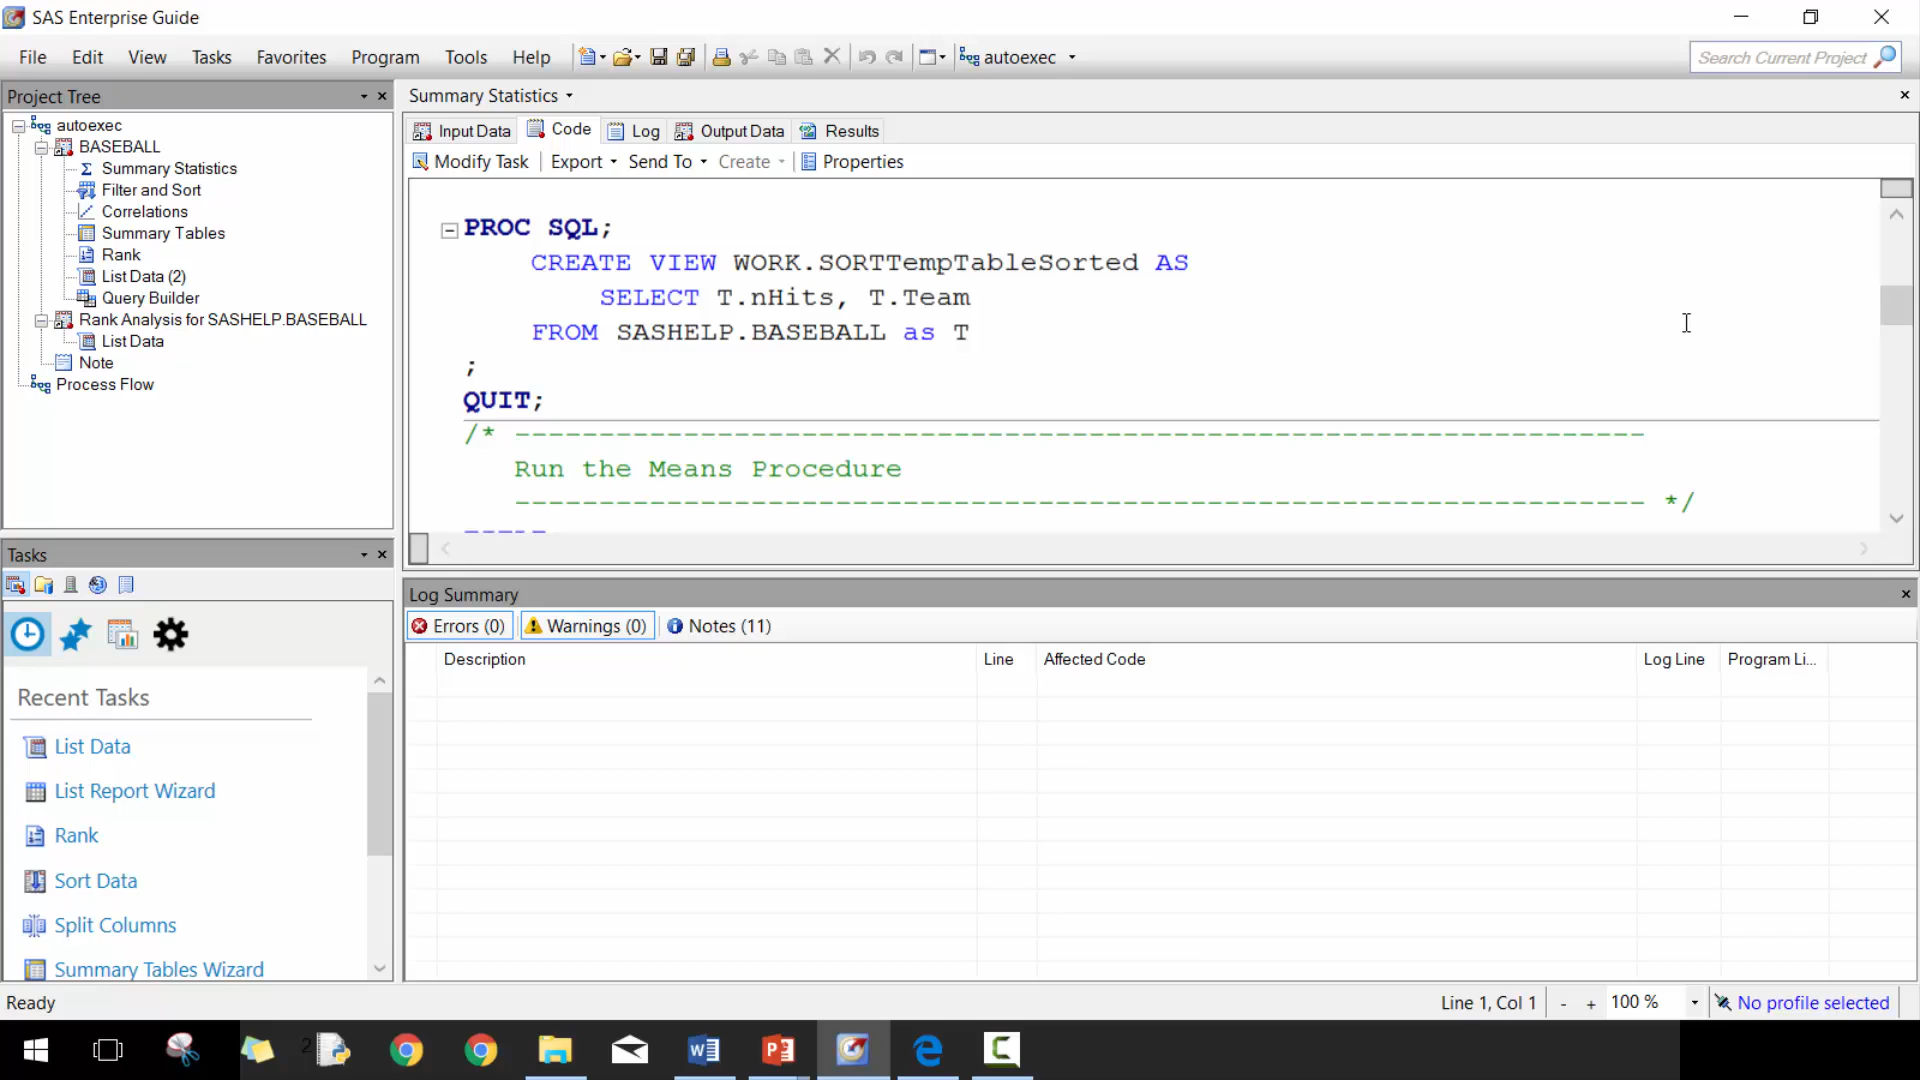 SAS Enterprise Guide
File Edit View Tasks Favorites Program Tools Help autoexec Search Current Project
Project Tree
autoexec
BASEBALL
Summary Statistics
Filter and Sort
Correlations
Summary Tables
Rank
List Data (2)
Query Builder
Rank Analysis for SASHELP.BASEBALL
List Data
Note
Process Flow
Summary Statistics
Input Data Code Log Output Data Results
Modify Task Export Send To Create Properties
PROC SQL;
CREATE VIEW WORK.SORTTempTableSorted AS
SELECT T.nHits, T.Team
FROM SASHELP.BASEBALL as T
;
QUIT;
/* -------------------------------------------------------------------
Run the Means Procedure
------------------------------------------------------------------- */
Tasks
Recent Tasks
List Data
List Report Wizard
Rank
Sort Data
Split Columns
Summary Tables Wizard
Log Summary
Errors (0) Warnings (0) Notes (11)
Description Line Affected Code Log Line Program Li...
Ready Line 1, Col 1 - + 100 % No profile selected